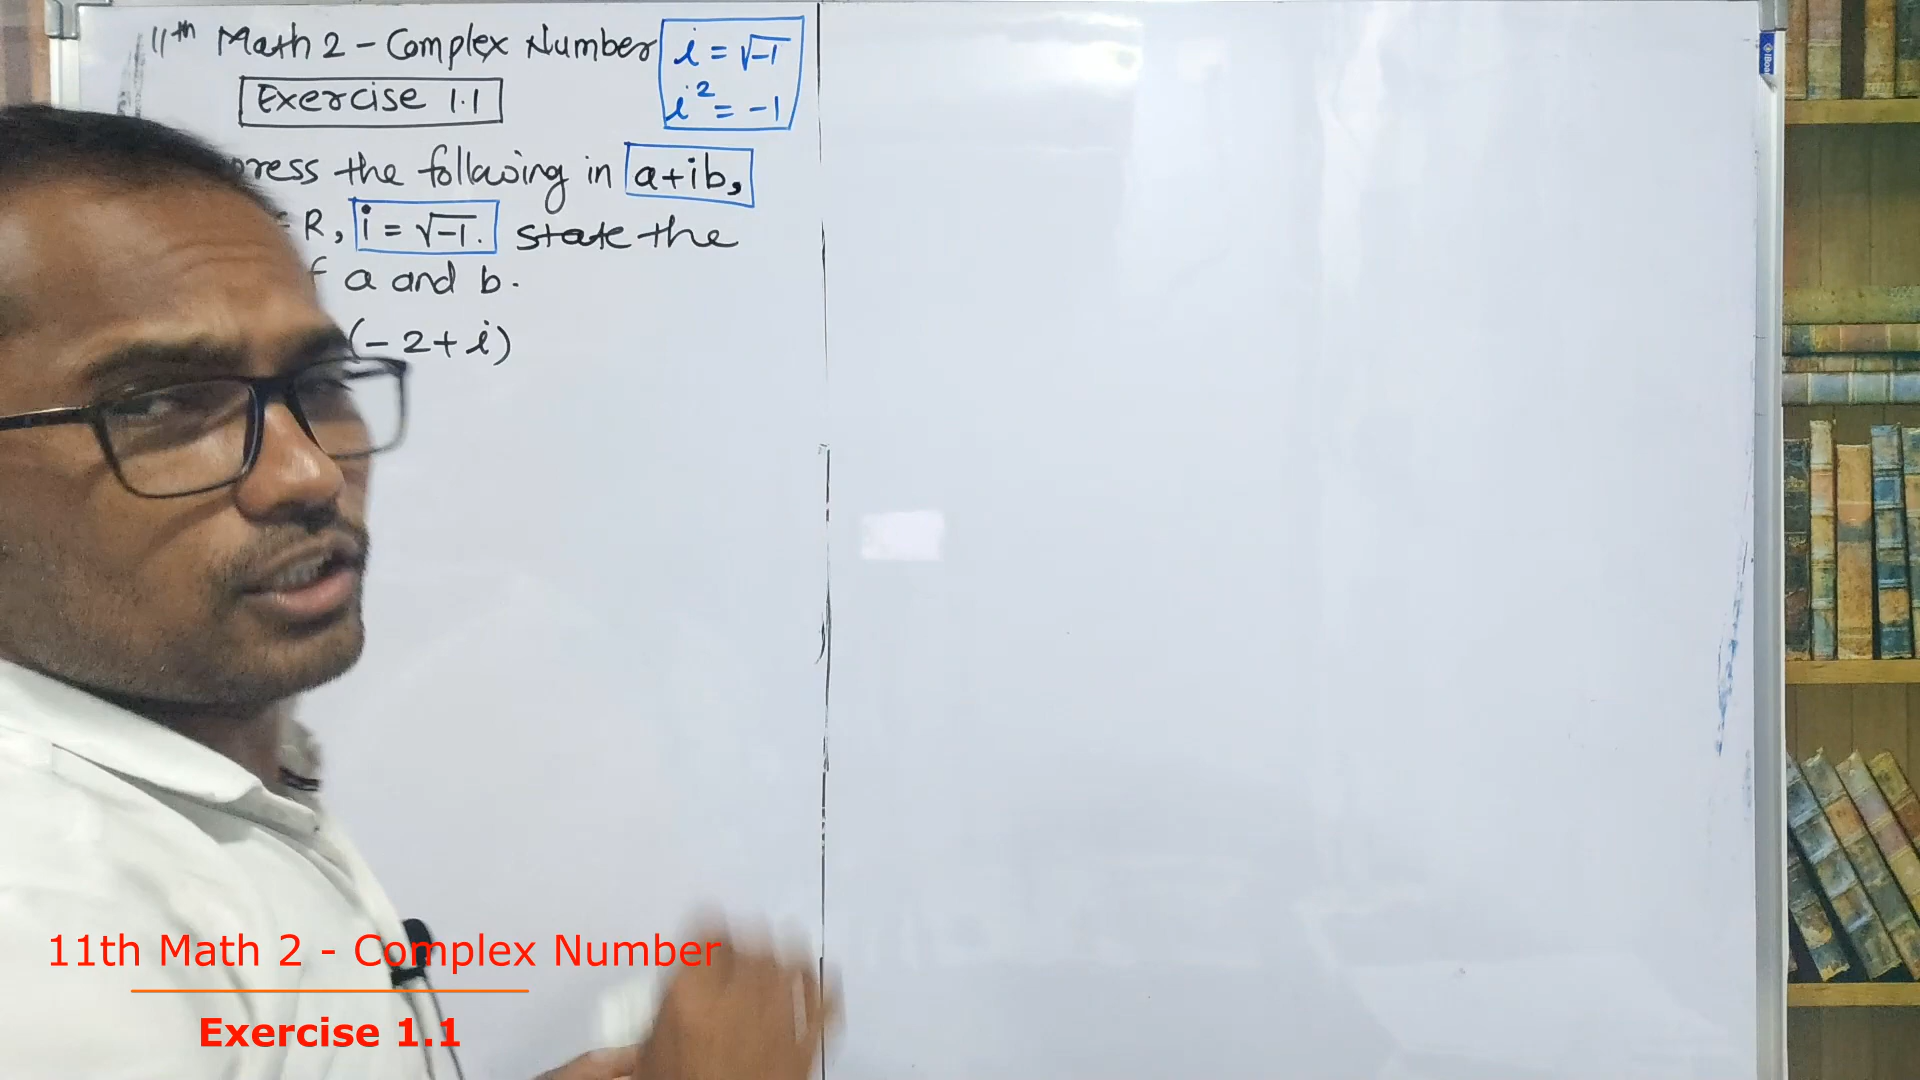 11th Math 2 - Complex Number
i = √-1
i² = -1
Exercise 1.1
the following in a+ib,
R, i = √-1. state the
a and b.
(-2+i)
11th Math 2 - Complex Number
Exercise 1.1